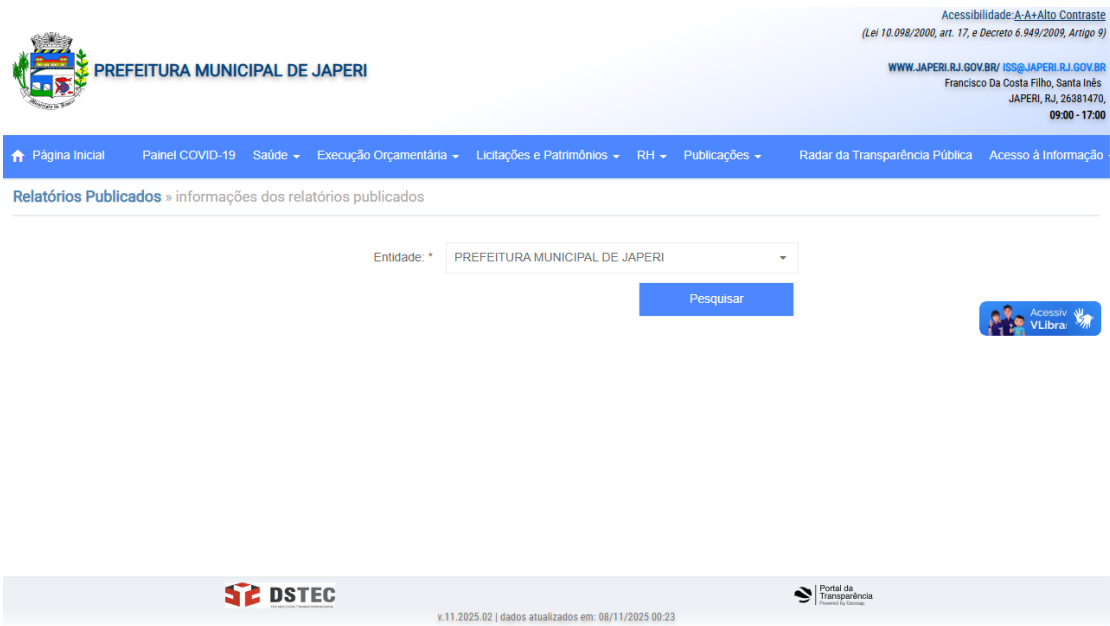 Acessibilidade:A-A+Alto Contraste
(Lei 10.098/2000, art. 17, e Decreto 6.949/2009, Artigo 9)
PREFEITURA MUNICIPAL DE JAPERI
WWW.JAPERI.RJ.GOV.BR/ ISS@JAPERI.RJ.GOV.BR
Francisco Da Costa Filho, Santa Inês
JAPERI, RJ, 26381470,
09:00 - 17:00
Página Inicial Painel COVID-19 Saúde Execução Orçamentária Licitações e Patrimônios RH Publicações Radar da Transparência Pública Acesso à Informação
Relatórios Publicados » informações dos relatórios publicados
Entidade: * PREFEITURA MUNICIPAL DE JAPERI
Pesquisar
Acessiv
VLibra
DSTEC
Portal da
Transparência
v.11.2025.02 | dados atualizados em: 08/11/2025 00:23